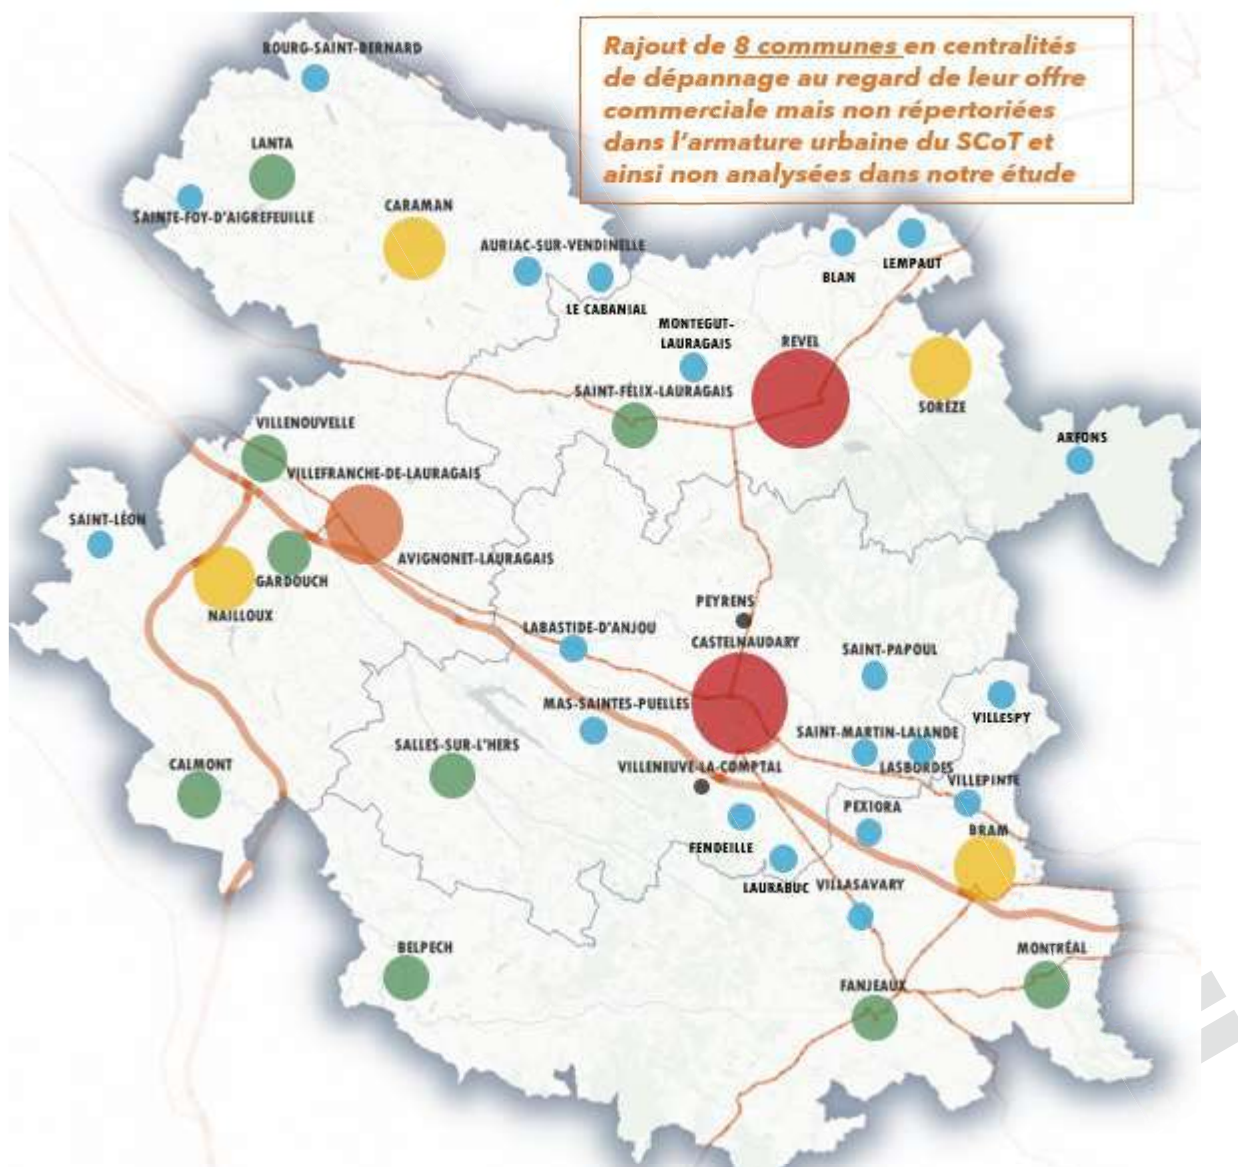 BOURG-SAINT-BERNARD
Rajout de 8 communes en centralités
de dépannage au regard de leur offre
commerciale mais non répertoriées
dans l'armature urbaine du SCoT et
ainsi non analysées dans notre étude
LANTA
SAINTE-FOY-D'AIGREFEUILLE
CARAMAN
AURIAC-SUR-VENDINELLE
LE CABANIAL
BLAN
LEMPAUT
MONTEGUT-
LAURAGAIS
REVEL
SAINT-FÉLIX-LAURAGAIS
SORÈZE
ARFONS
VILLENOUVELLE
VILLEFRANCHE-DE-LAURAGAIS
SAINT-LÉON
AVIGNONET-LAURAGAIS
GARDOUCH
NAILLOUX
PEYRENS
LABASTIDE-D'ANJOU
CASTELNAUDARY
SAINT-PAPOUL
MAS-SAINTES-PUELLES
VILLESPY
SAINT-MARTIN-LALANDE
SALLES-SUR-L'HERS
CALMONT
VILLENEUVE-LA-COMPTAL
LASBORDES
VILLEPINTE
PEXIORA
BRAM
FENDEILLE
LAURABUC
VILLASAVARY
BELPECH
MONTRÉAL
FANJEAUX